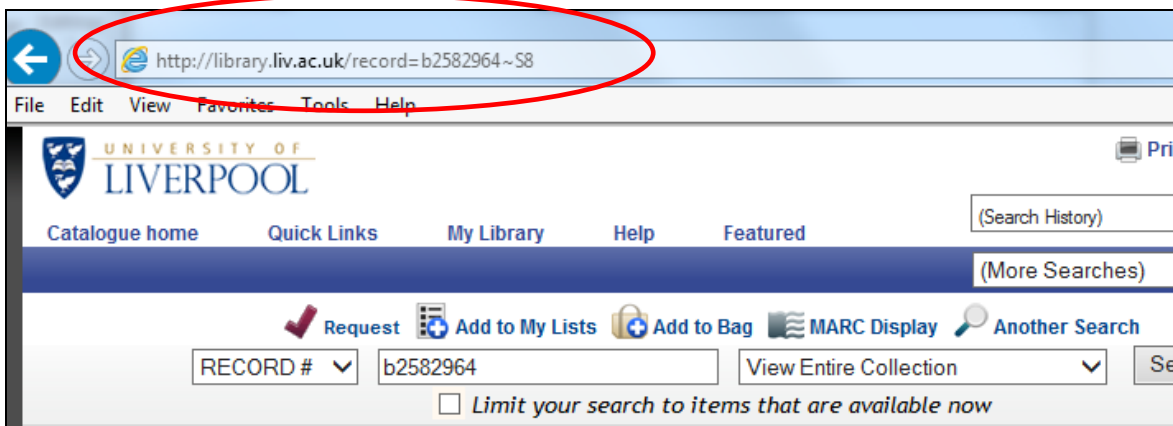 http://library.liv.ac.uk/record=b2582964~S8
File Edit View Favorites Tools Help
UNIVERSITY OF
LIVERPOOL
Pri
(Search History)
Catalogue home Quick Links My Library Help Featured
(More Searches)
Request Add to My Lists Add to Bag MARC Display Another Search
RECORD # b2582964 View Entire Collection Se
Limit your search to items that are available now